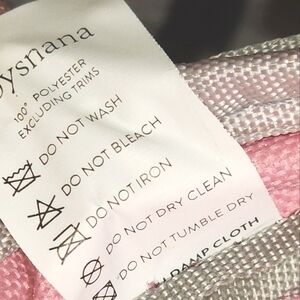 ysnana
100% POLYESTER
EXCLUDING TRIMS
DO NOT WASH
DO NOT BLEACH
DO NOT IRON
DO NOT DRY CLEAN
DO NOT TUMBLE DRY
DAMP CLOTH